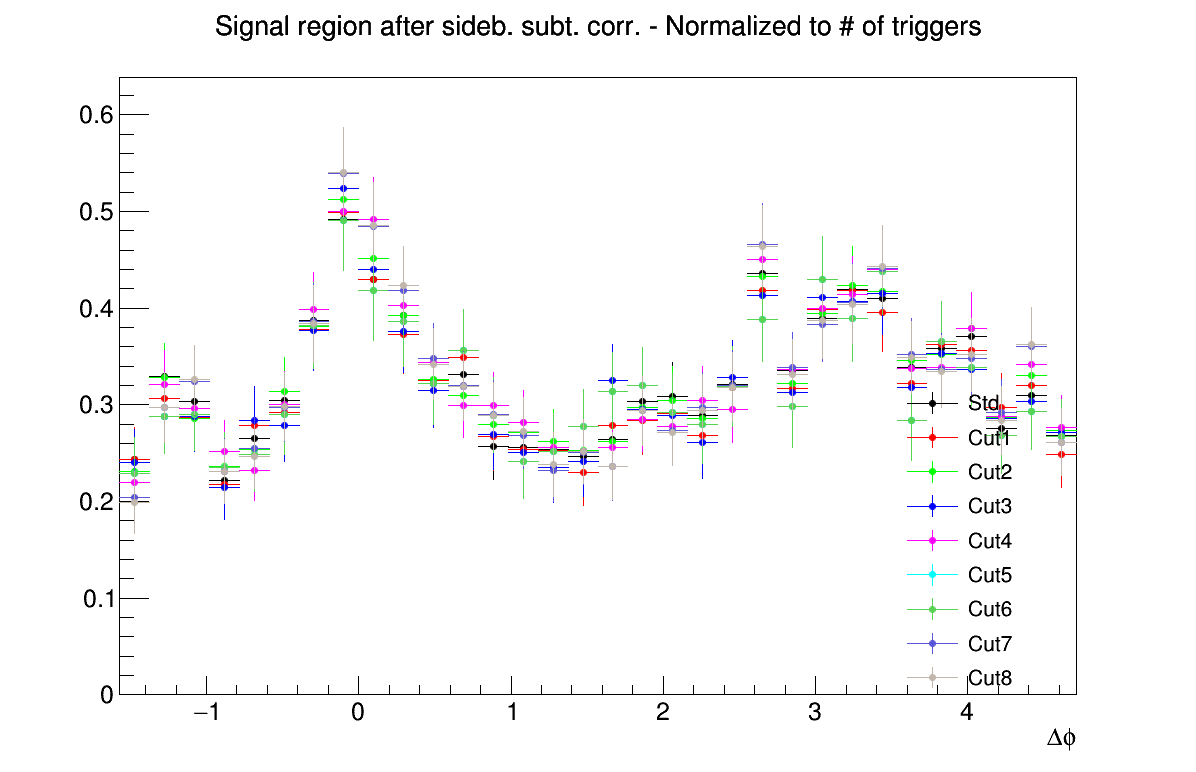 Signal region after sideb. subt. corr. - Normalized to # of triggers
0.6
0.5
0.4
0.3
0.2
0.1
0
Std
Cut1
Cut2
Cut3
Cut4
Cut5
Cut6
Cut7
Cut8
−1 0 1 2 3 4
Δϕ